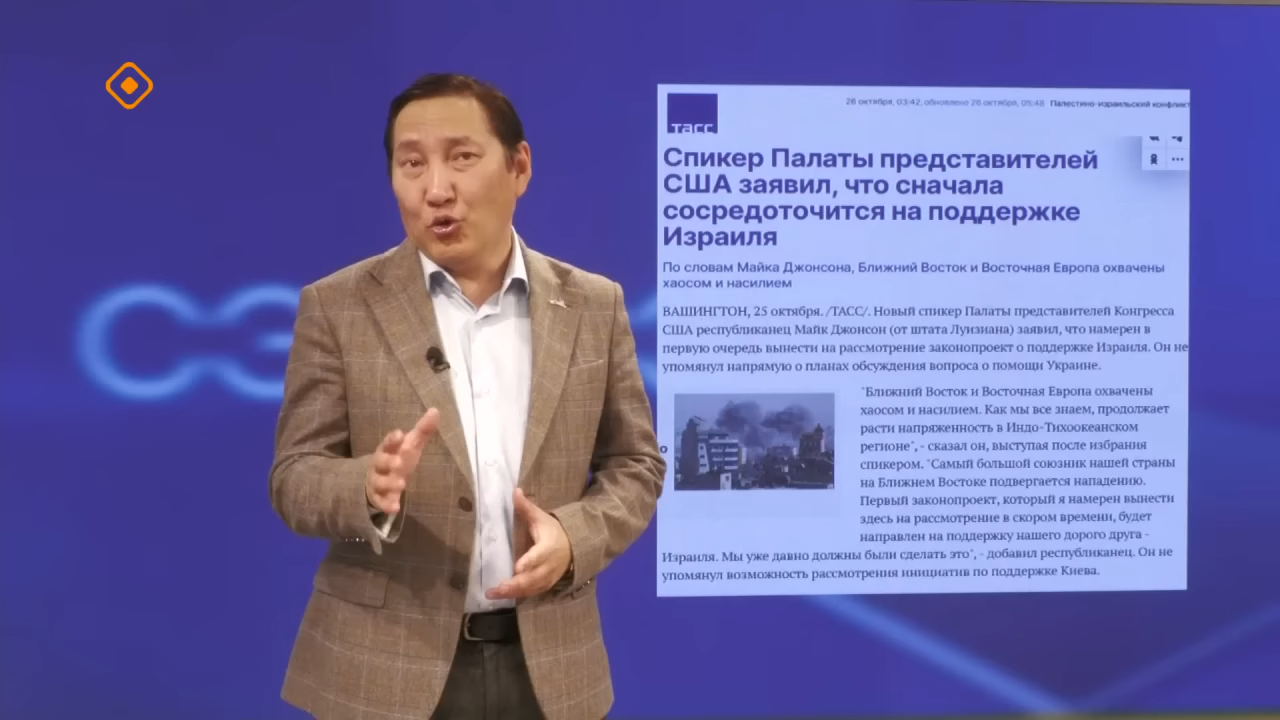 сэ
тасс
26 октября, 03:42, обновлено 26 октября, 05:48 Палестино-израильский конфликт
Спикер Палаты представителей
США заявил, что сначала
сосредоточится на поддержке
Израиля
По словам Майка Джонсона, Ближний Восток и Восточная Европа охвачены
хаосом и насилием
ВАШИНГТОН, 25 октября. /ТАСС/. Новый спикер Палаты представителей Конгресса
США республиканец Майк Джонсон (от штата Луизиана) заявил, что намерен в
первую очередь вынести на рассмотрение законопроект о поддержке Израиля. Он не
упомянул напрямую о планах обсуждения вопроса о помощи Украине.
"Ближний Восток и Восточная Европа охвачены
хаосом и насилием. Как мы все знаем, продолжает
расти напряженность в Индо-Тихоокеанском
регионе", - сказал он, выступая после избрания
о
спикером. "Самый большой союзник нашей страны
на Ближнем Востоке подвергается нападению.
Первый законопроект, который я намерен вынести
здесь на рассмотрение в скором времени, будет
направлен на поддержку нашего дорого друга -
Израиля. Мы уже давно должны были сделать это", - добавил республиканец. Он не
упомянул возможность рассмотрения инициатив по поддержке Киева.